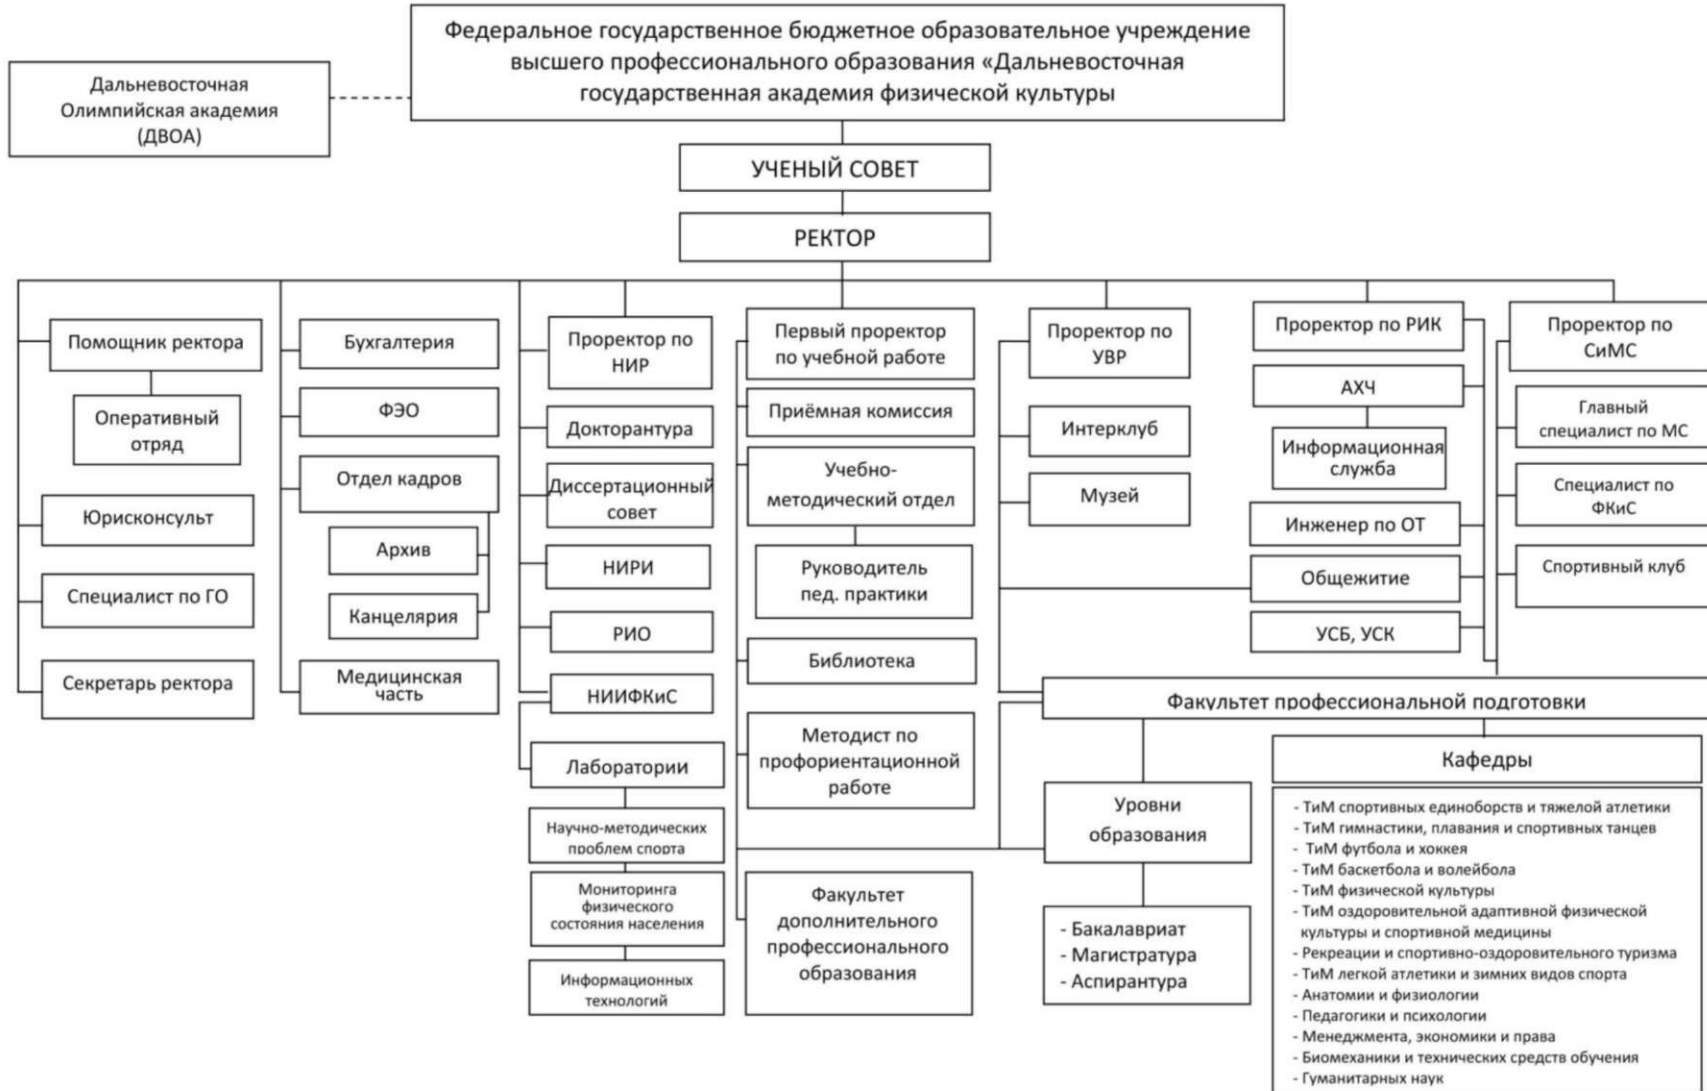 Федеральное государственное бюджетное образовательное учреждение
высшего профессионального образования «Дальневосточная
государственная академия физической культуры
Дальневосточная
Олимпийская академия
(ДВОА)
УЧЕНЫЙ СОВЕТ
РЕКТОР
Помощник ректора
Оперативный
отряд
Юрисконсульт
Специалист по ГО
Секретарь ректора
Бухгалтерия
ФЭО
Отдел кадров
Архив
Канцелярия
Медицинская
часть
Проректор по
НИР
Докторантура
Диссертационный
совет
НИРИ
РИО
НИИФКиС
Лаборатории
Научно-методических
проблем спорта
Мониторинга
физического
состояния населения
Информационных
технологий
Первый проректор
по учебной работе
Приёмная комиссия
Учебно-
методический отдел
Руководитель
пед. практики
Библиотека
Методист по
профориентационной
работе
Факультет
дополнительного
профессионального
образования
Проректор по
УВР
Интерклуб
Музей
Проректор по РИК
АХЧ
Информационная
служба
Инженер по ОТ
Общежитие
УСБ, УСК
Проректор по
СиМС
Главный
специалист по МС
Специалист по
ФКиС
Спортивный клуб
Факультет профессиональной подготовки
Уровни
образования
- Бакалавриат
- Магистратура
- Аспирантура
Кафедры
- ТиМ спортивных единоборств и тяжелой атлетики
- ТиМ гимнастики, плавания и спортивных танцев
- ТиМ футбола и хоккея
- ТиМ баскетбола и волейбола
- ТиМ физической культуры
- ТиМ оздоровительной адаптивной физической
культуры и спортивной медицины
- Рекреации и спортивно-оздоровительного туризма
- ТиМ легкой атлетики и зимних видов спорта
- Анатомии и физиологии
- Педагогики и психологии
- Менеджмента, экономики и права
- Биомеханики и технических средств обучения
- Гуманитарных наук